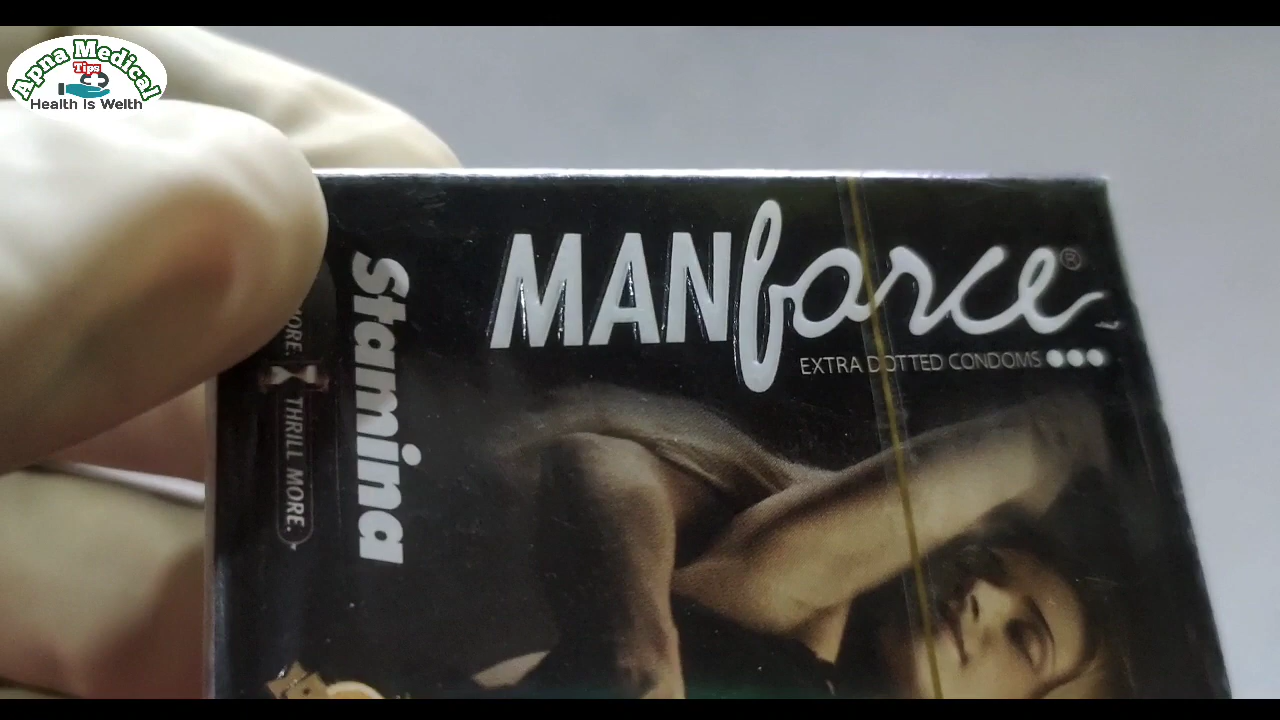 Apna Medical
Tips
Health Is Welth
MANforce®
EXTRA DOTTED CONDOMS
Stamina
MORE. THRILL MORE.